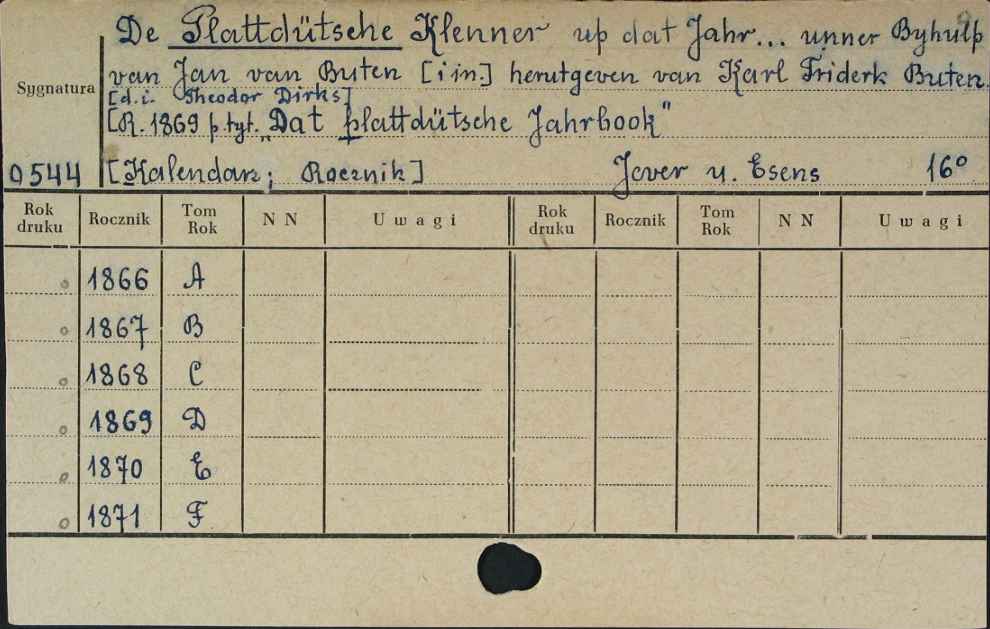 De Plattdütsche Klenner up dat Jahr... unner Byhülp
van Jan van Buten [i in.] herutgeven van Karl Friderk Buten.
[d.i. Theodor Dirks]
[R. 1869 p. tyt. „Dat plattdütsche Jahrbook"
Sygnatura
0544 [Kalendarz; Rocznik] Jever u. Esens 16°
Rok druku Rocznik Tom Rok N N Uwagi Rok druku Rocznik Tom Rok N N Uwagi
1866 A
1867 B
1868 C
1869 D
1870 E
1871 F